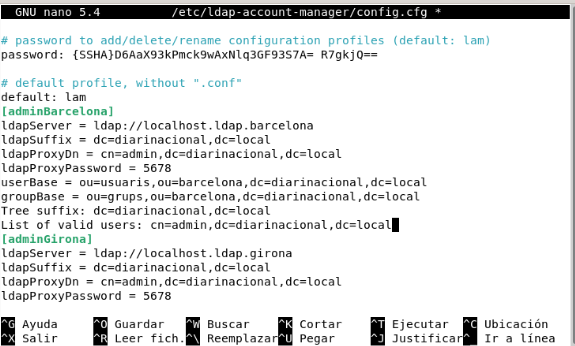 GNU nano 5.4 /etc/ldap-account-manager/config.cfg *
# password to add/delete/rename configuration profiles (default: lam)
password: {SSHA}D6AaX93kPmck9wAxNlq3GF93S7A= R7gkjQ==
# default profile, without ".conf"
default: lam
[adminBarcelona]
ldapServer = ldap://localhost.ldap.barcelona
ldapSuffix = dc=diarinacional,dc=local
ldapProxyDn = cn=admin,dc=diarinacional,dc=local
ldapProxyPassword = 5678
userBase = ou=usuaris,ou=barcelona,dc=diarinacional,dc=local
groupBase = ou=grups,ou=barcelona,dc=diarinacional,dc=local
Tree suffix: dc=diarinacional,dc=local
List of valid users: cn=admin,dc=diarinacional,dc=local
[adminGirona]
ldapServer = ldap://localhost.ldap.girona
ldapSuffix = dc=diarinacional,dc=local
ldapProxyDn = cn=admin,dc=diarinacional,dc=local
ldapProxyPassword = 5678
^G Ayuda ^O Guardar ^W Buscar ^K Cortar ^T Ejecutar ^C Ubicación
^X Salir ^R Leer fich. ^\ Reemplazar ^U Pegar ^J Justificar ^_ Ir a línea